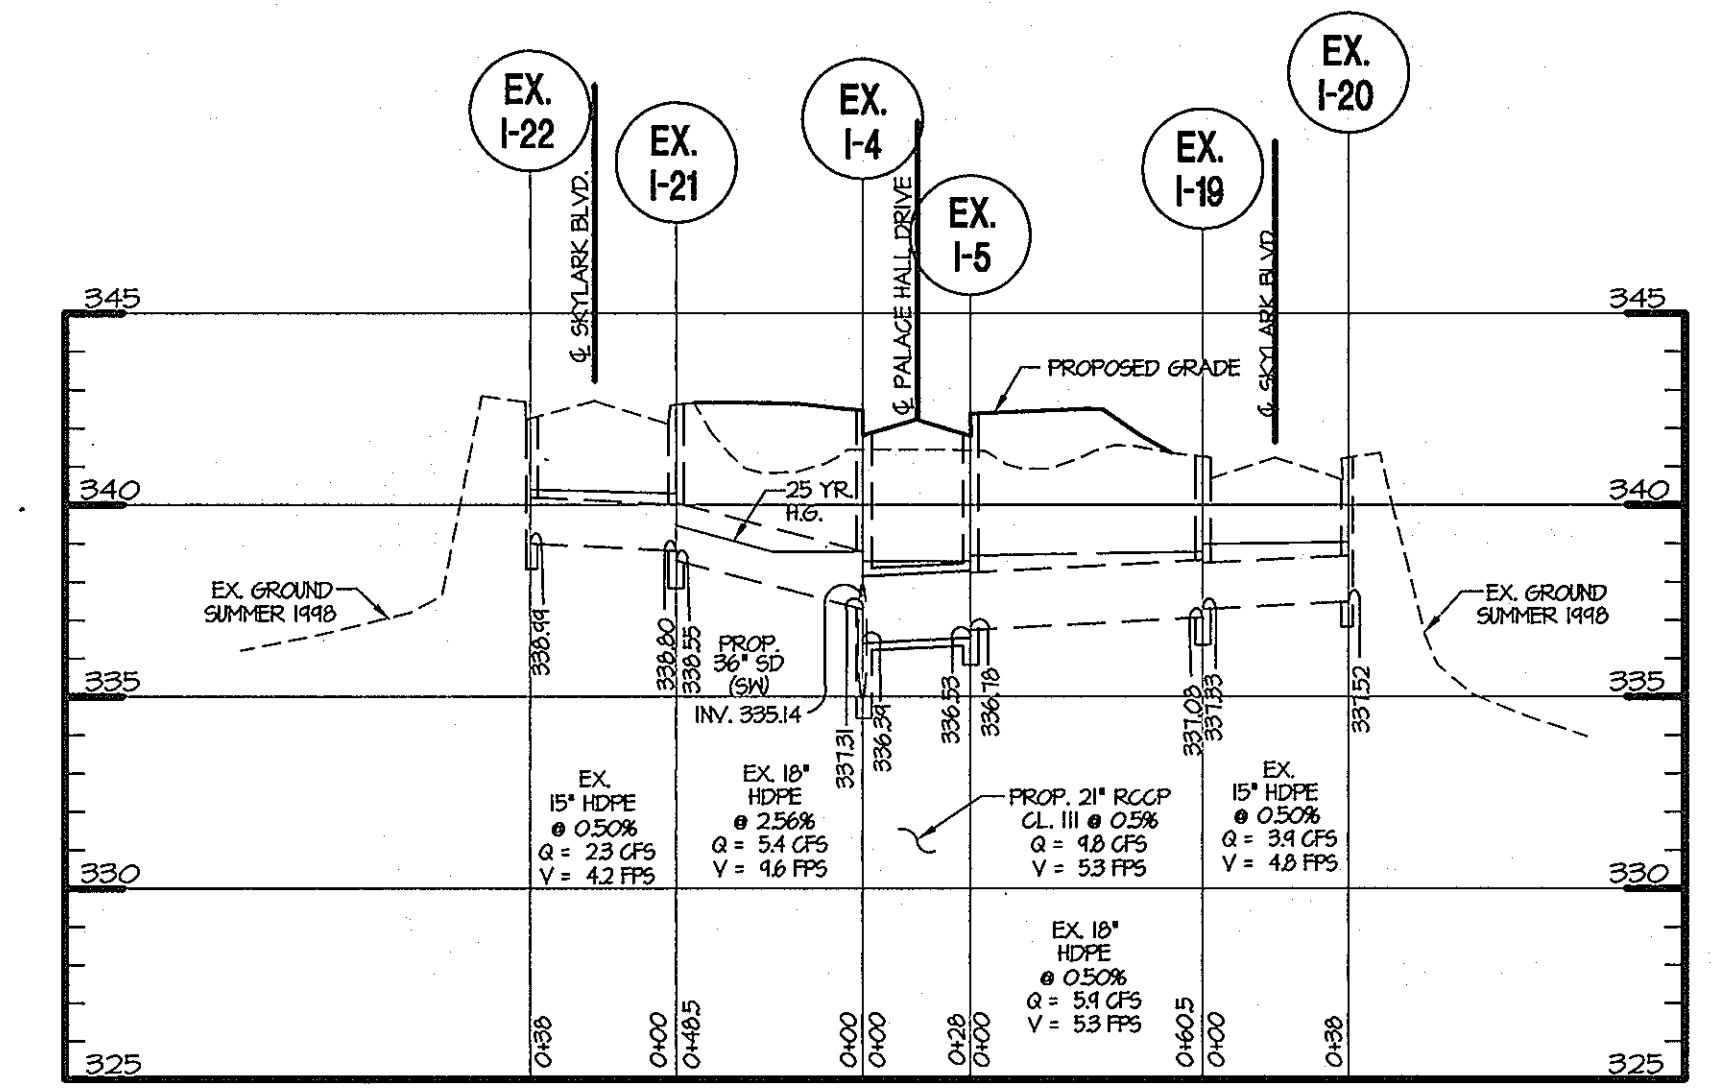 EX.
I-22
EX.
I-21
EX.
I-4
EX.
I-5
EX.
I-19
EX.
I-20
℄ SKYLARK BLVD.
℄ PALACE HALL DRIVE
℄ SKYLARK BLVD
345
345
PROPOSED GRADE
340
340
25 YR.
H.G.
EX. GROUND
SUMMER 1998
EX. GROUND
SUMMER 1998
338.99
338.80
338.55
PROP.
36" SD
(SW)
INV. 335.14
337.31
336.39
336.53
336.78
337.08
337.33
337.52
335
335
EX.
15" HDPE
@ 0.50%
Q = 2.3 CFS
V = 4.2 FPS
EX. 18"
HDPE
@ 2.56%
Q = 5.4 CFS
V = 9.6 FPS
PROP. 21" RCCP
CL. III @ 0.5%
Q = 9.8 CFS
V = 5.3 FPS
EX.
15" HDPE
@ 0.50%
Q = 3.9 CFS
V = 4.8 FPS
330
330
EX. 18"
HDPE
@ 0.50%
Q = 5.9 CFS
V = 5.3 FPS
0+38
0+00
0+48.5
0+00
0+00
0+28
0+00
0+60.5
0+00
0+38
325
325